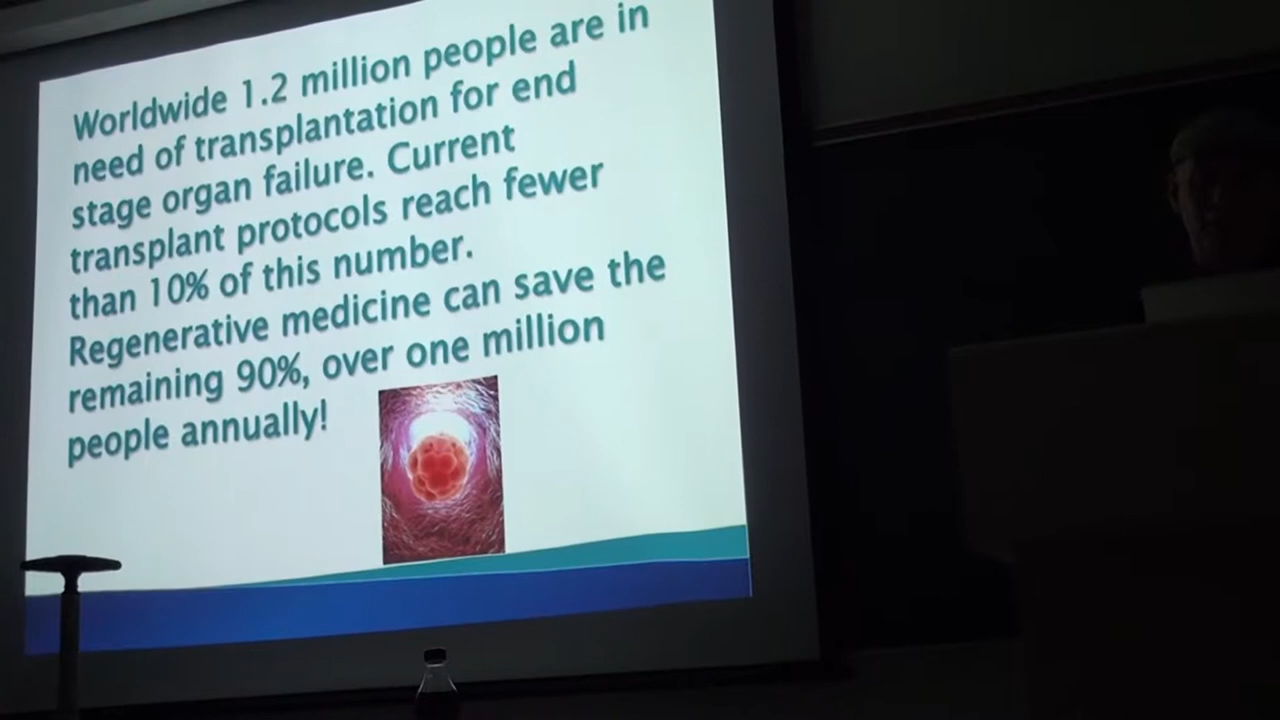 Worldwide 1.2 million people are in
need of transplantation for end
stage organ failure. Current
transplant protocols reach fewer
than 10% of this number.
Regenerative medicine can save the
remaining 90%, over one million
people annually!